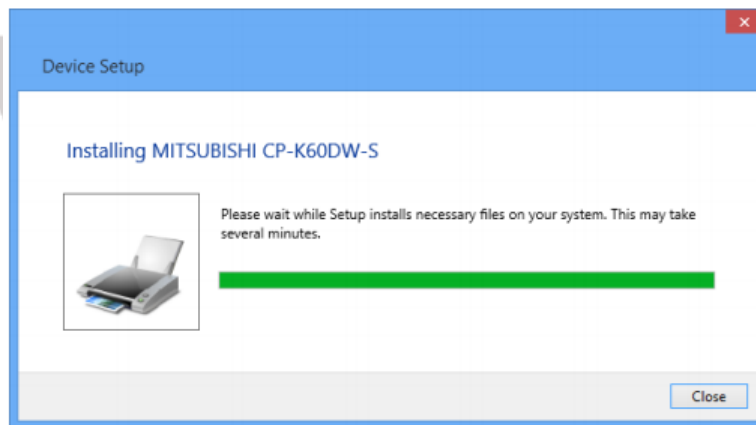 Device Setup
Installing MITSUBISHI CP-K60DW-S
Please wait while Setup installs necessary files on your system. This may take
several minutes.
Close